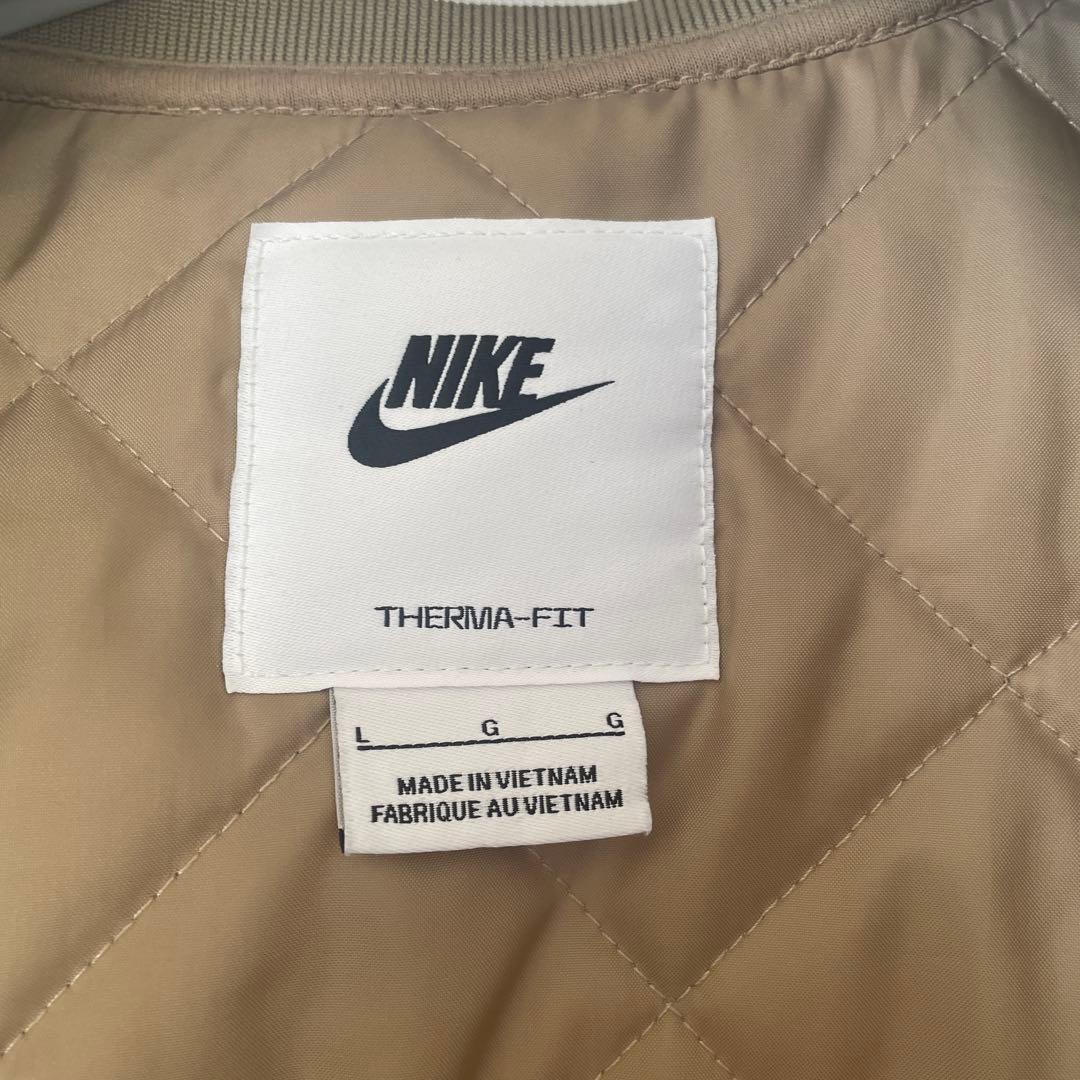 NIKE
THERMA-FIT
L G G
MADE IN VIETNAM
FABRIQUE AU VIETNAM